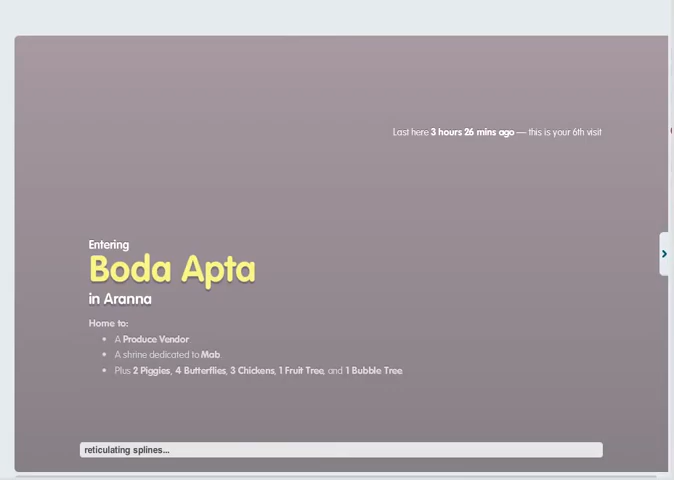 Last here 3 hours 26 mins ago — this is your 6th visit
Entering
Boda Apta
in Aranna
Home to:
• A Produce Vendor
• A shrine dedicated to Mab
• Plus 2 Piggies, 4 Butterflies, 3 Chickens, 1 Fruit Tree, and 1 Bubble Tree
reticulating splines...